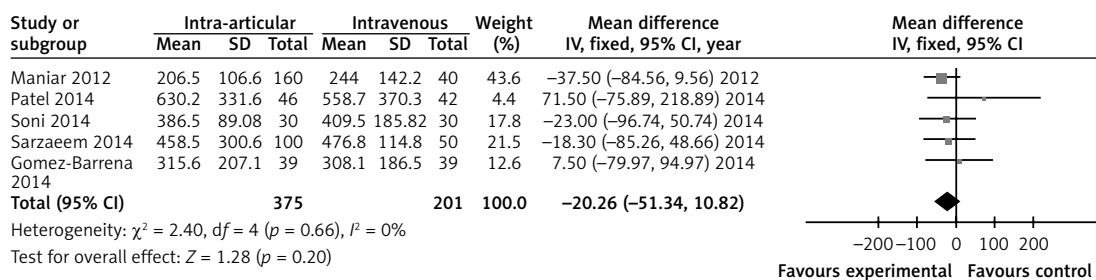 Study or Intra-articular Intravenous Weight Mean difference Mean difference
subgroup Mean SD Total Mean SD Total (%) IV, fixed, 95% CI, year IV, fixed, 95% CI
Maniar 2012 206.5 106.6 160 244 142.2 40 43.6 −37.50 (−84.56, 9.56) 2012
Patel 2014 630.2 331.6 46 558.7 370.3 42 4.4 71.50 (−75.89, 218.89) 2014
Soni 2014 386.5 89.08 30 409.5 185.82 30 17.8 −23.00 (−96.74, 50.74) 2014
Sarzaeem 2014 458.5 300.6 100 476.8 114.8 50 21.5 −18.30 (−85.26, 48.66) 2014
Gomez-Barrena 315.6 207.1 39 308.1 186.5 39 12.6 7.50 (−79.97, 94.97) 2014
2014
Total (95% CI) 375 201 100.0 −20.26 (−51.34, 10.82)
Heterogeneity: χ² = 2.40, df = 4 (p = 0.66), I² = 0%
Test for overall effect: Z = 1.28 (p = 0.20)
−200 −100 0 100 200
Favours experimental Favours control